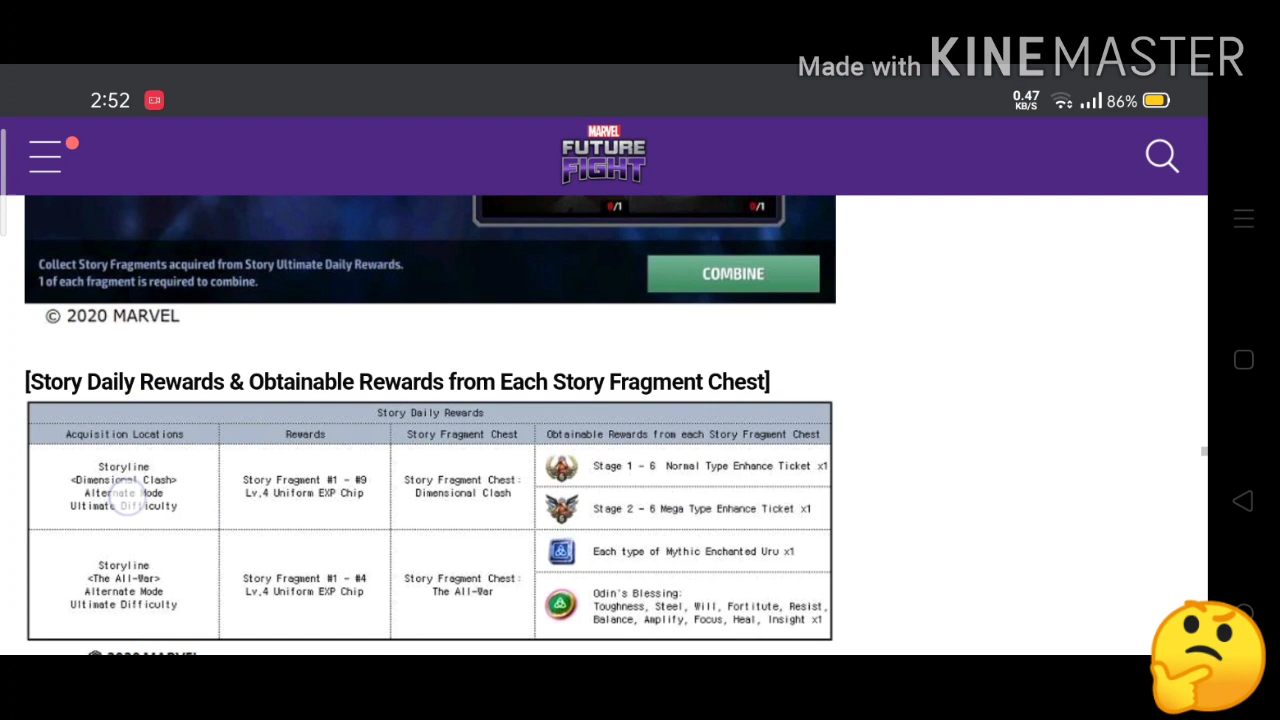 Made with KINEMASTER
2:52
0.47
KB/S
86%
MARVEL
FUTURE
FIGHT
0/1
0/1
Collect Story Fragments acquired from Story Ultimate Daily Rewards.
1 of each fragment is required to combine.
COMBINE
© 2020 MARVEL
[Story Daily Rewards & Obtainable Rewards from Each Story Fragment Chest]
Story Daily Rewards
Acquisition Locations
Rewards
Story Fragment Chest
Obtainable Rewards from each Story Fragment Chest
Storyline
<Dimensional Clash>
Alternate Mode
Ultimate Difficulty
Story Fragment #1 - #9
Lv.4 Uniform EXP Chip
Story Fragment Chest:
Dimensional Clash
Stage 1 - 6 Normal Type Enhance Ticket x1
Stage 2 - 6 Mega Type Enhance Ticket x1
Storyline
<The All-War>
Alternate Mode
Ultimate Difficulty
Story Fragment #1 - #4
Lv.4 Uniform EXP Chip
Story Fragment Chest:
The All-War
Each type of Mythic Enchanted Uru x1
Odin's Blessing:
Toughness, Steel, Will, Fortitute, Resist,
Balance, Amplify, Focus, Heal, Insight x1